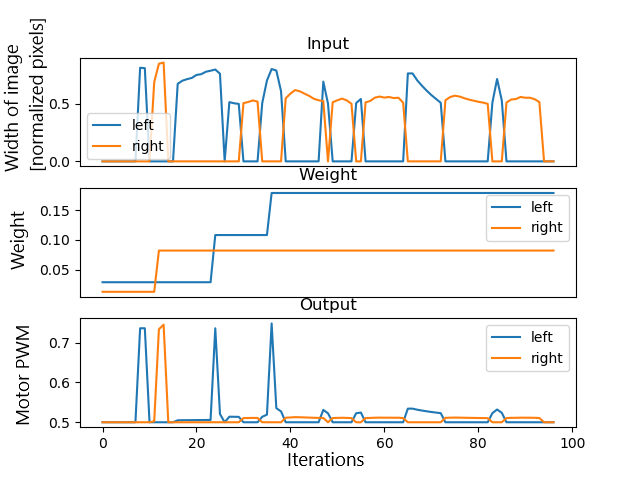 Input
Width of image
[normalized pixels]
0.5
0.0
left
right
Weight
Weight
0.15
0.10
0.05
left
right
Output
Motor PWM
0.7
0.6
0.5
left
right
0 20 40 60 80 100
Iterations